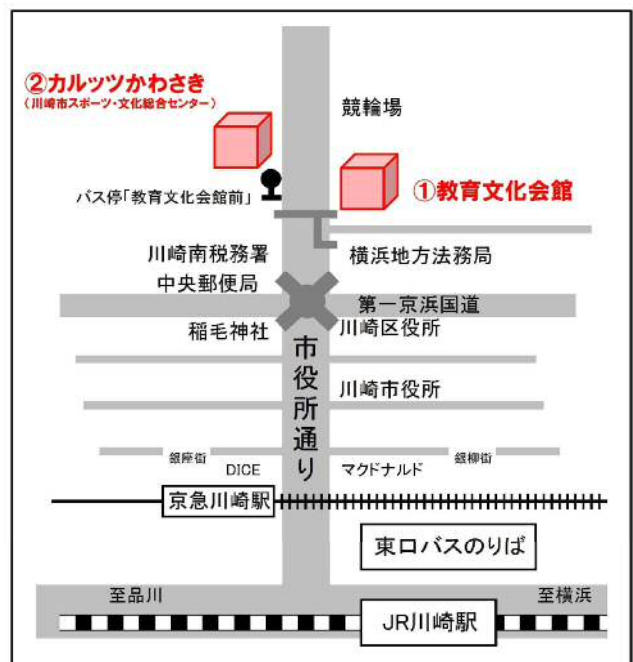 ②カルッツかわさき
（川崎市スポーツ・文化総合センター）
競輪場
バス停「教育文化会館前」
①教育文化会館
川崎南税務署
横浜地方法務局
中央郵便局
第一京浜国道
稲毛神社
川崎区役所
市役所通り
川崎市役所
銀座街
DICE
マクドナルド
銀柳街
京急川崎駅
東口バスのりば
至品川
至横浜
JR川崎駅